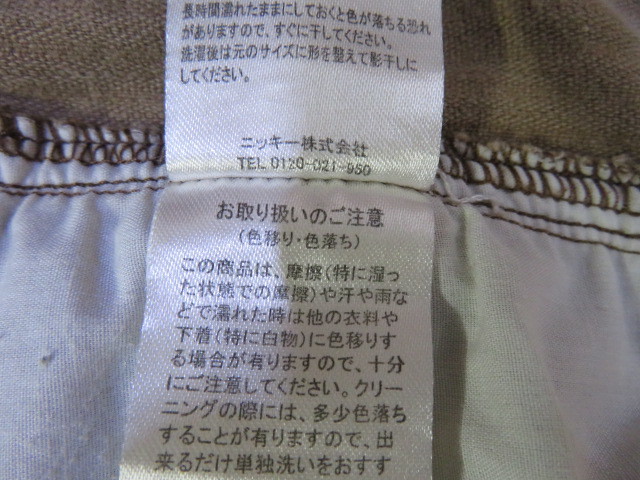 長時間濡れたままにしておくと色が落ちる恐れ
がありますので、すぐに干してください。
洗濯後は元のサイズに形を整えて影干しに
してください。
ニッキー株式会社
TEL 0120-021-950
お取り扱いのご注意
(色移り・色落ち)
この商品は、摩擦(特に湿っ
た状態での摩擦)や汗や雨な
どで濡れた時は他の衣料や
下着(特に白物)に色移りす
る場合が有りますので、十分
にご注意してください。クリー
ニングの際には、多少色落ち
することが有りますので、出
来るだけ単独洗いをおすす